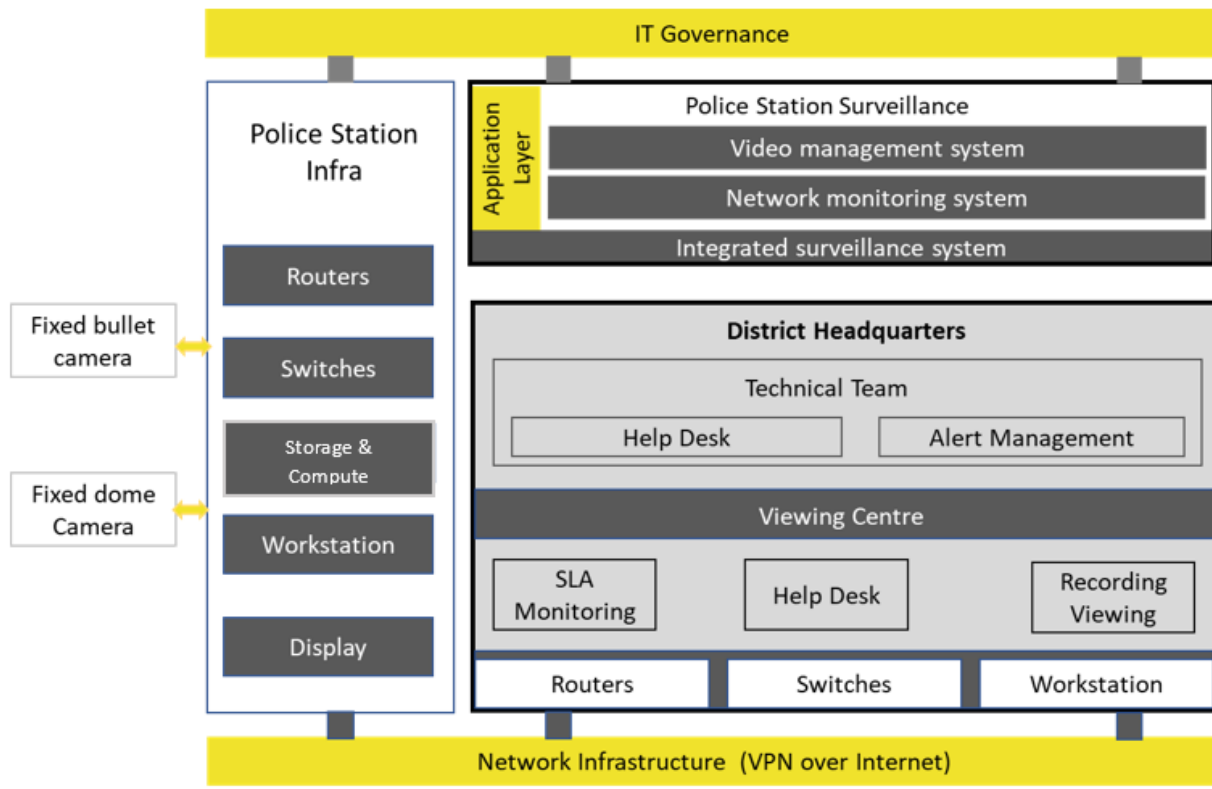 IT Governance
Police Station
Infra
Routers
Switches
Storage &
Compute
Workstation
Display
Fixed bullet
camera
Fixed dome
Camera
Application
Layer
Police Station Surveillance
Video management system
Network monitoring system
Integrated surveillance system
District Headquarters
Technical Team
Help Desk
Alert Management
Viewing Centre
SLA
Monitoring
Help Desk
Recording
Viewing
Routers
Switches
Workstation
Network Infrastructure (VPN over Internet)